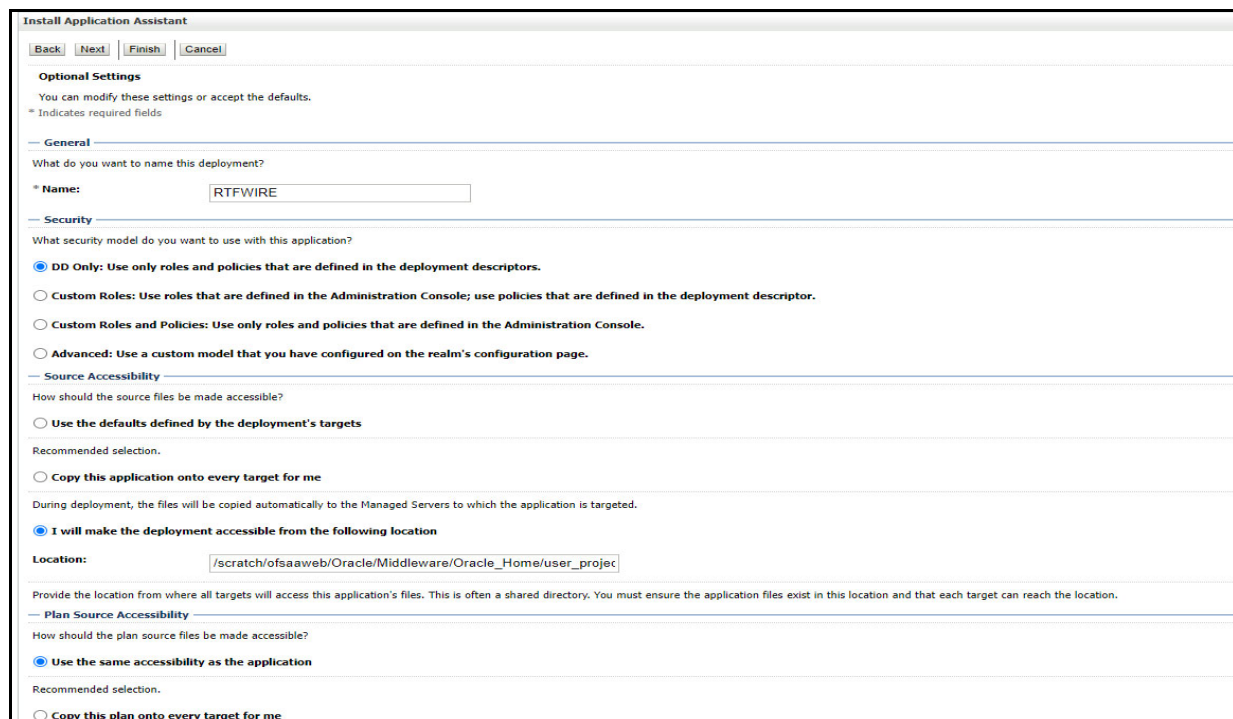 Install Application Assistant
Back Next Finish Cancel
Optional Settings
You can modify these settings or accept the defaults.
* Indicates required fields
General
What do you want to name this deployment?
* Name: RTFWIRE
Security
What security model do you want to use with this application?
DD Only: Use only roles and policies that are defined in the deployment descriptors.
Custom Roles: Use roles that are defined in the Administration Console; use policies that are defined in the deployment descriptor.
Custom Roles and Policies: Use only roles and policies that are defined in the Administration Console.
Advanced: Use a custom model that you have configured on the realm's configuration page.
Source Accessibility
How should the source files be made accessible?
Use the defaults defined by the deployment's targets
Recommended selection.
Copy this application onto every target for me
During deployment, the files will be copied automatically to the Managed Servers to which the application is targeted.
I will make the deployment accessible from the following location
Location: /scratch/ofsaaweb/Oracle/Middleware/Oracle_Home/user_projec
Provide the location from where all targets will access this application's files. This is often a shared directory. You must ensure the application files exist in this location and that each target can reach the location.
Plan Source Accessibility
How should the plan source files be made accessible?
Use the same accessibility as the application
Recommended selection.
Copy this plan onto every target for me